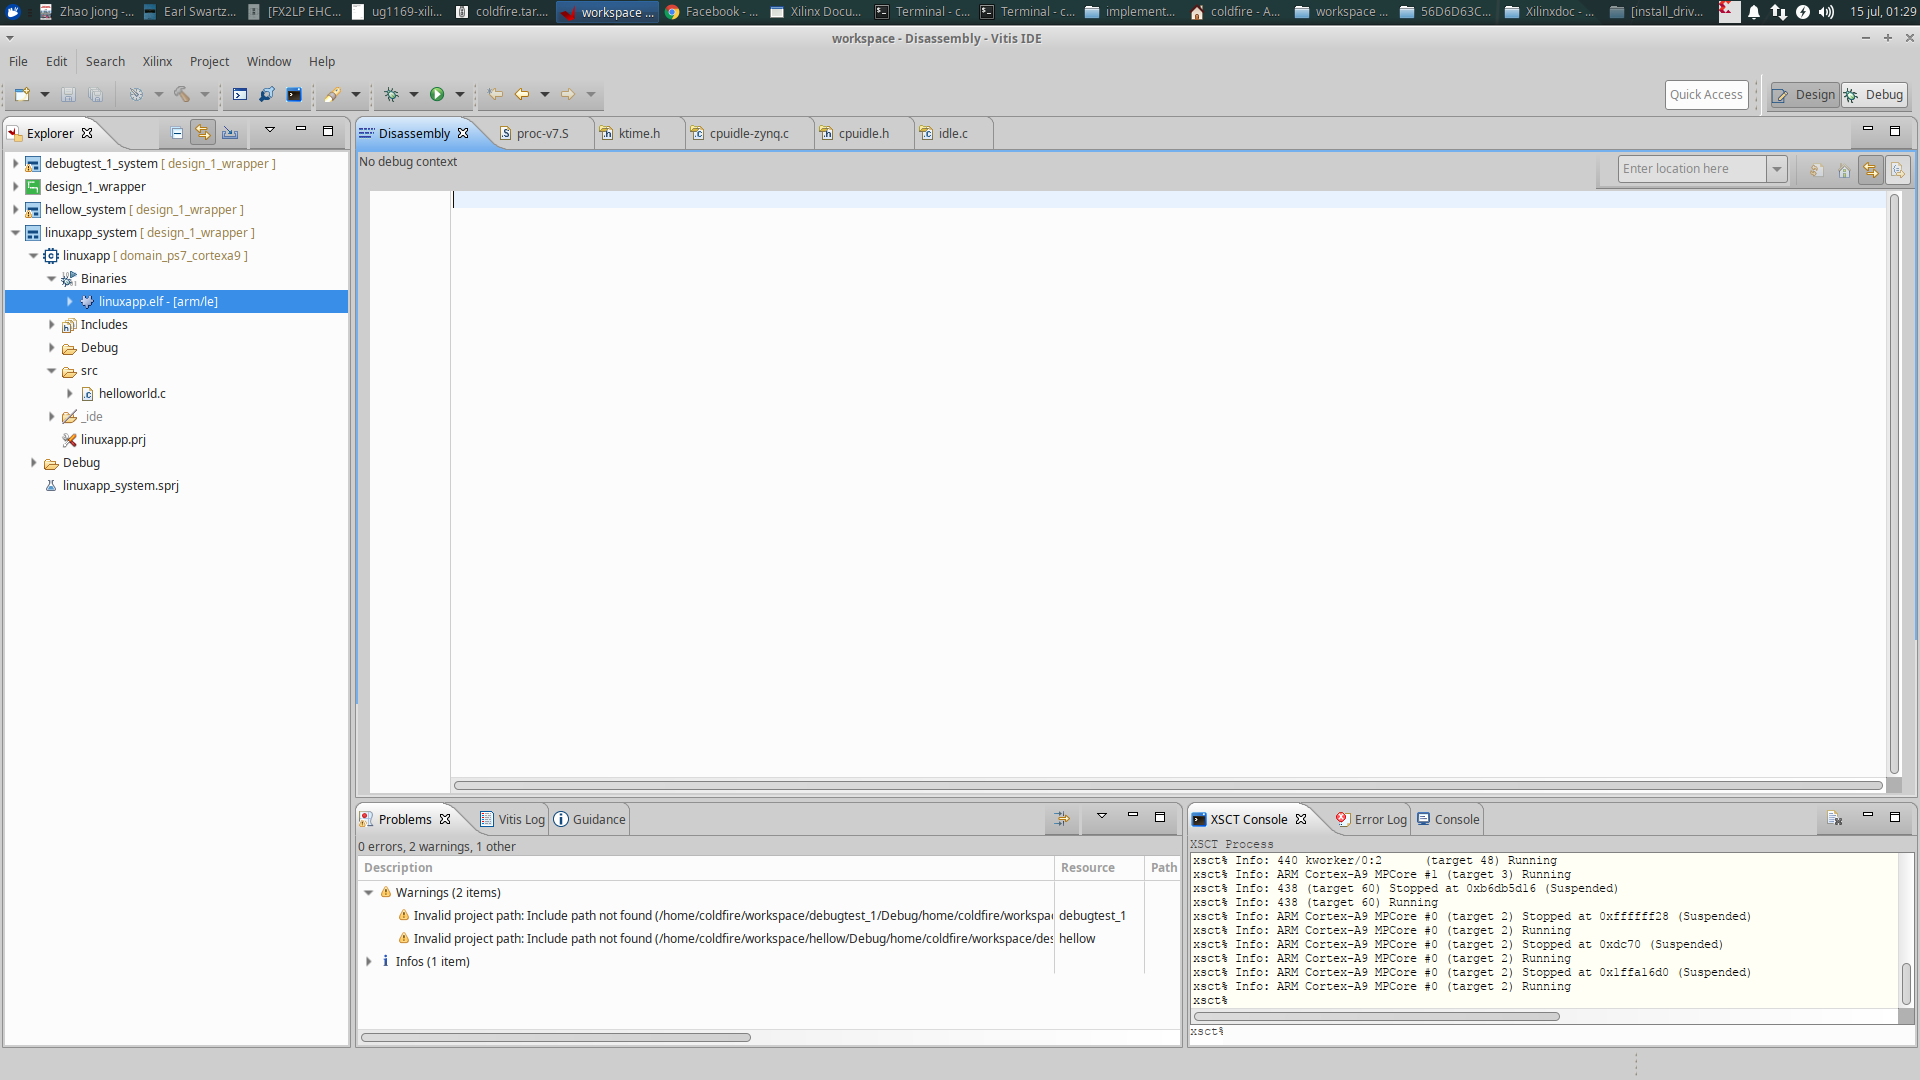 Zhao Jiong -...
Earl Swartz...
[FX2LP EHC...
ug1169-xili...
coldfire.tar....
workspace ...
Facebook - ...
Xilinx Docu...
Terminal - c...
Terminal - c...
implement...
coldfire - A...
workspace ...
56D6D63C...
Xilinxdoc - ...
[install_driv...
15 jul, 01:29
workspace - Disassembly - Vitis IDE
File Edit Search Xilinx Project Window Help
Quick Access
Design
Debug
Explorer
debugtest_1_system [ design_1_wrapper ]
design_1_wrapper
hellow_system [ design_1_wrapper ]
linuxapp_system [ design_1_wrapper ]
linuxapp [ domain_ps7_cortexa9 ]
Binaries
linuxapp.elf - [arm/le]
Includes
Debug
src
helloworld.c
_ide
linuxapp.prj
Debug
linuxapp_system.sprj
Disassembly
proc-v7.S
ktime.h
cpuidle-zynq.c
cpuidle.h
idle.c
No debug context
Enter location here
Problems
Vitis Log
Guidance
0 errors, 2 warnings, 1 other
Description Resource Path
Warnings (2 items)
Invalid project path: Include path not found (/home/coldfire/workspace/debugtest_1/Debug/home/coldfire/workspac debugtest_1
Invalid project path: Include path not found (/home/coldfire/workspace/hellow/Debug/home/coldfire/workspace/des hellow
Infos (1 item)
XSCT Console
Error Log
Console
XSCT Process
xsct% Info: 440 kworker/0:2 (target 48) Running
xsct% Info: ARM Cortex-A9 MPCore #1 (target 3) Running
xsct% Info: 438 (target 60) Stopped at 0xb6db5d16 (Suspended)
xsct% Info: 438 (target 60) Running
xsct% Info: ARM Cortex-A9 MPCore #0 (target 2) Stopped at 0xffffff28 (Suspended)
xsct% Info: ARM Cortex-A9 MPCore #0 (target 2) Running
xsct% Info: ARM Cortex-A9 MPCore #0 (target 2) Stopped at 0xdc70 (Suspended)
xsct% Info: ARM Cortex-A9 MPCore #0 (target 2) Running
xsct% Info: ARM Cortex-A9 MPCore #0 (target 2) Stopped at 0x1ffa16d0 (Suspended)
xsct% Info: ARM Cortex-A9 MPCore #0 (target 2) Running
xsct%
xsct%